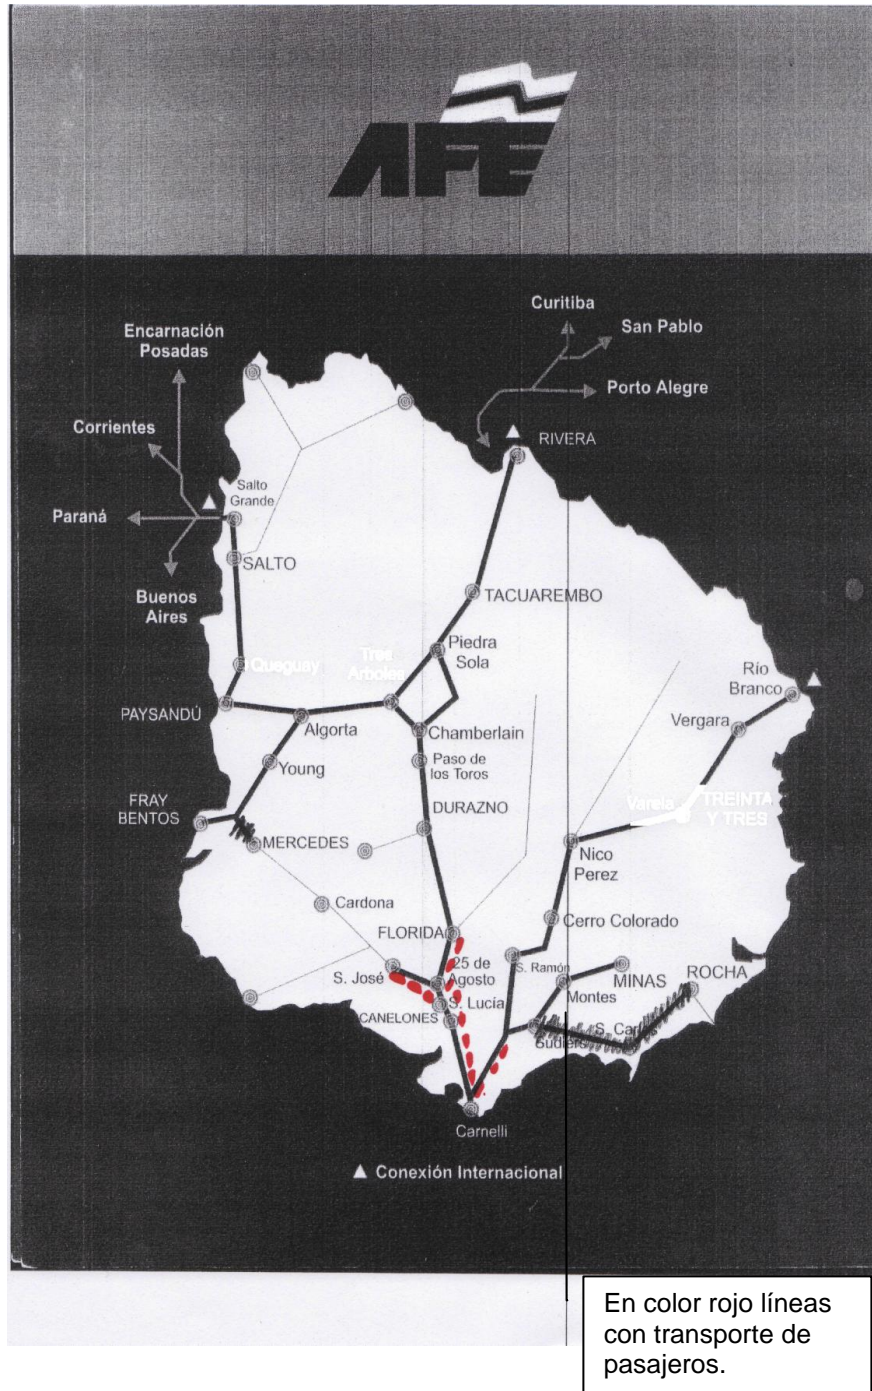 AFE
Curitiba
San Pablo
Encarnación
Posadas
Porto Alegre
Corrientes
RIVERA
Salto
Grande
Paraná
SALTO
TACUAREMBO
Buenos
Aires
Piedra
Sola
Tres
Arboles
Queguay
Río
Branco
PAYSANDÚ
Algorta
Chamberlain
Vergara
Paso de
los Toros
Young
FRAY
BENTOS
DURAZNO
Varela
TREINTA
Y TRES
MERCEDES
Nico
Perez
Cardona
Cerro Colorado
FLORIDA
25 de
Agosto
S. Ramón
MINAS
ROCHA
S. José
Montes
S. Lucía
CANELONES
S. Carlos
Sudiers
Carnelli
▲ Conexión Internacional
En color rojo líneas
con transporte de
pasajeros.